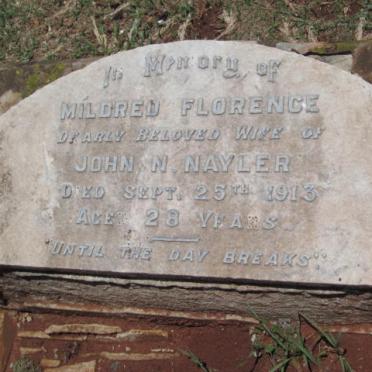 In Memory of
MILDRED FLORENCE
DEARLY BELOVED WIFE OF
JOHN N. NAYLER
DIED SEPT. 25TH 1913
AGED 28 YEARS
"UNTIL THE DAY BREAKS";